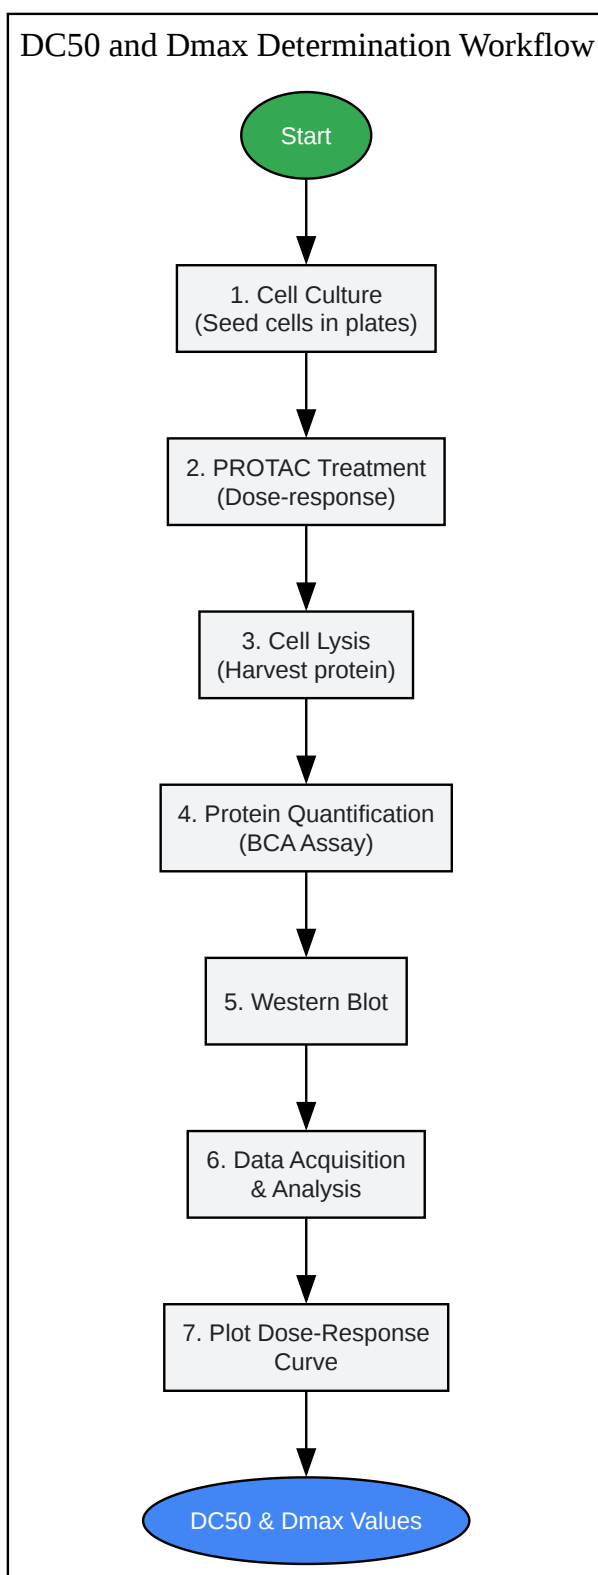 DC50 and Dmax Determination Workflow
Start
1. Cell Culture
(Seed cells in plates)
2. PROTAC Treatment
(Dose-response)
3. Cell Lysis
(Harvest protein)
4. Protein Quantification
(BCA Assay)
5. Western Blot
6. Data Acquisition
& Analysis
7. Plot Dose-Response
Curve
DC50 & Dmax Values